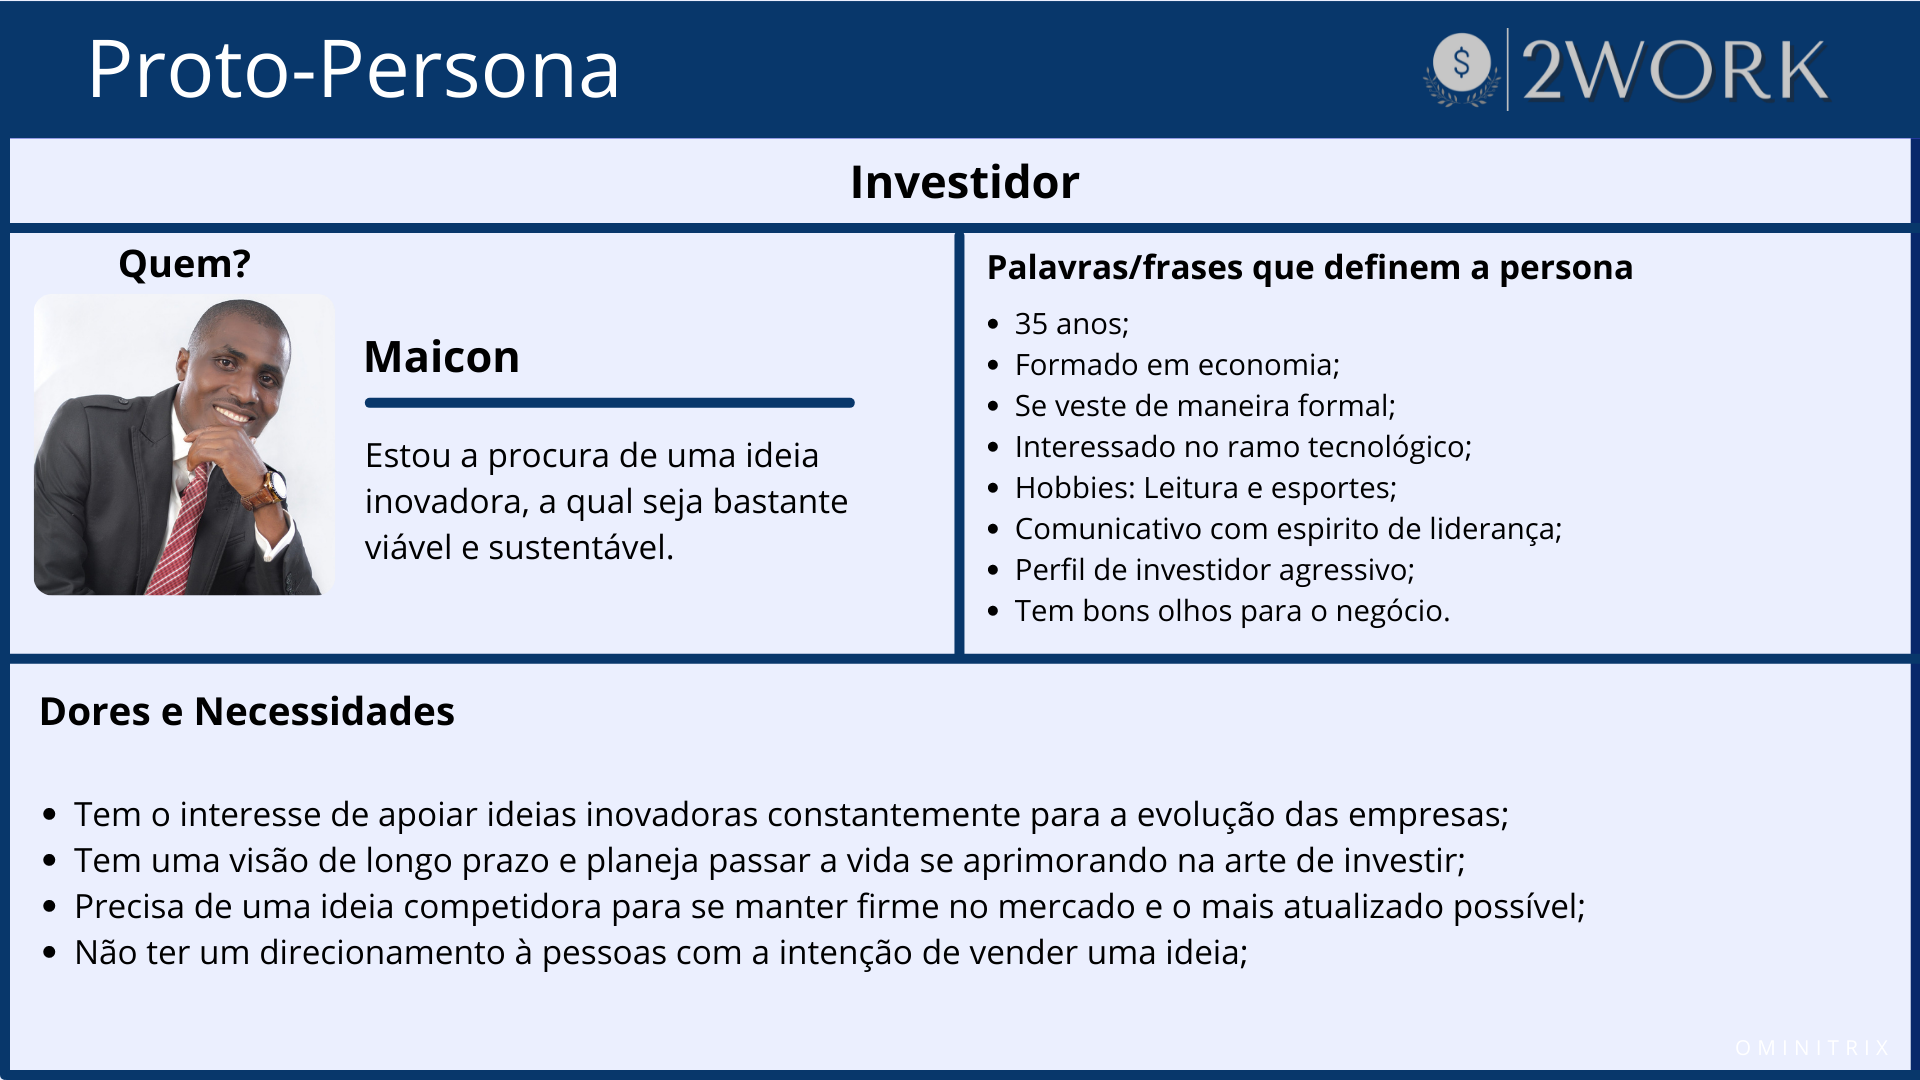 Proto-Persona
$ 2WORK
Investidor
Quem?
Maicon
Estou a procura de uma ideia
inovadora, a qual seja bastante
viável e sustentável.
Palavras/frases que definem a persona
• 35 anos;
• Formado em economia;
• Se veste de maneira formal;
• Interessado no ramo tecnológico;
• Hobbies: Leitura e esportes;
• Comunicativo com espirito de liderança;
• Perfil de investidor agressivo;
• Tem bons olhos para o negócio.
Dores e Necessidades
• Tem o interesse de apoiar ideias inovadoras constantemente para a evolução das empresas;
• Tem uma visão de longo prazo e planeja passar a vida se aprimorando na arte de investir;
• Precisa de uma ideia competidora para se manter firme no mercado e o mais atualizado possível;
• Não ter um direcionamento à pessoas com a intenção de vender uma ideia;
OMINITRIX